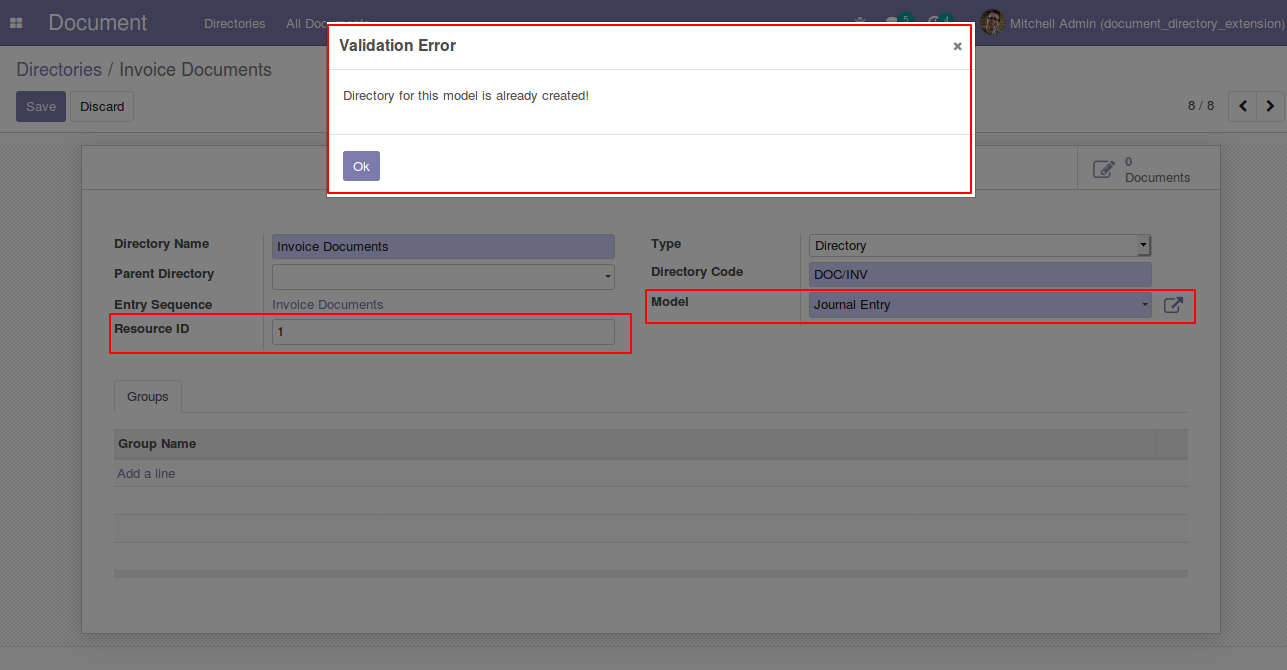 Document
Directories
All Documents
5
4
Mitchell Admin (document_directory_extension)
Directories / Invoice Documents
Save
Discard
8 / 8
Validation Error
×
Directory for this model is already created!
Ok
0
Documents
Directory Name
Invoice Documents
Type
Directory
Parent Directory
Directory Code
DOC/INV
Entry Sequence
Invoice Documents
Model
Journal Entry
Resource ID
1
Groups
Group Name
Add a line